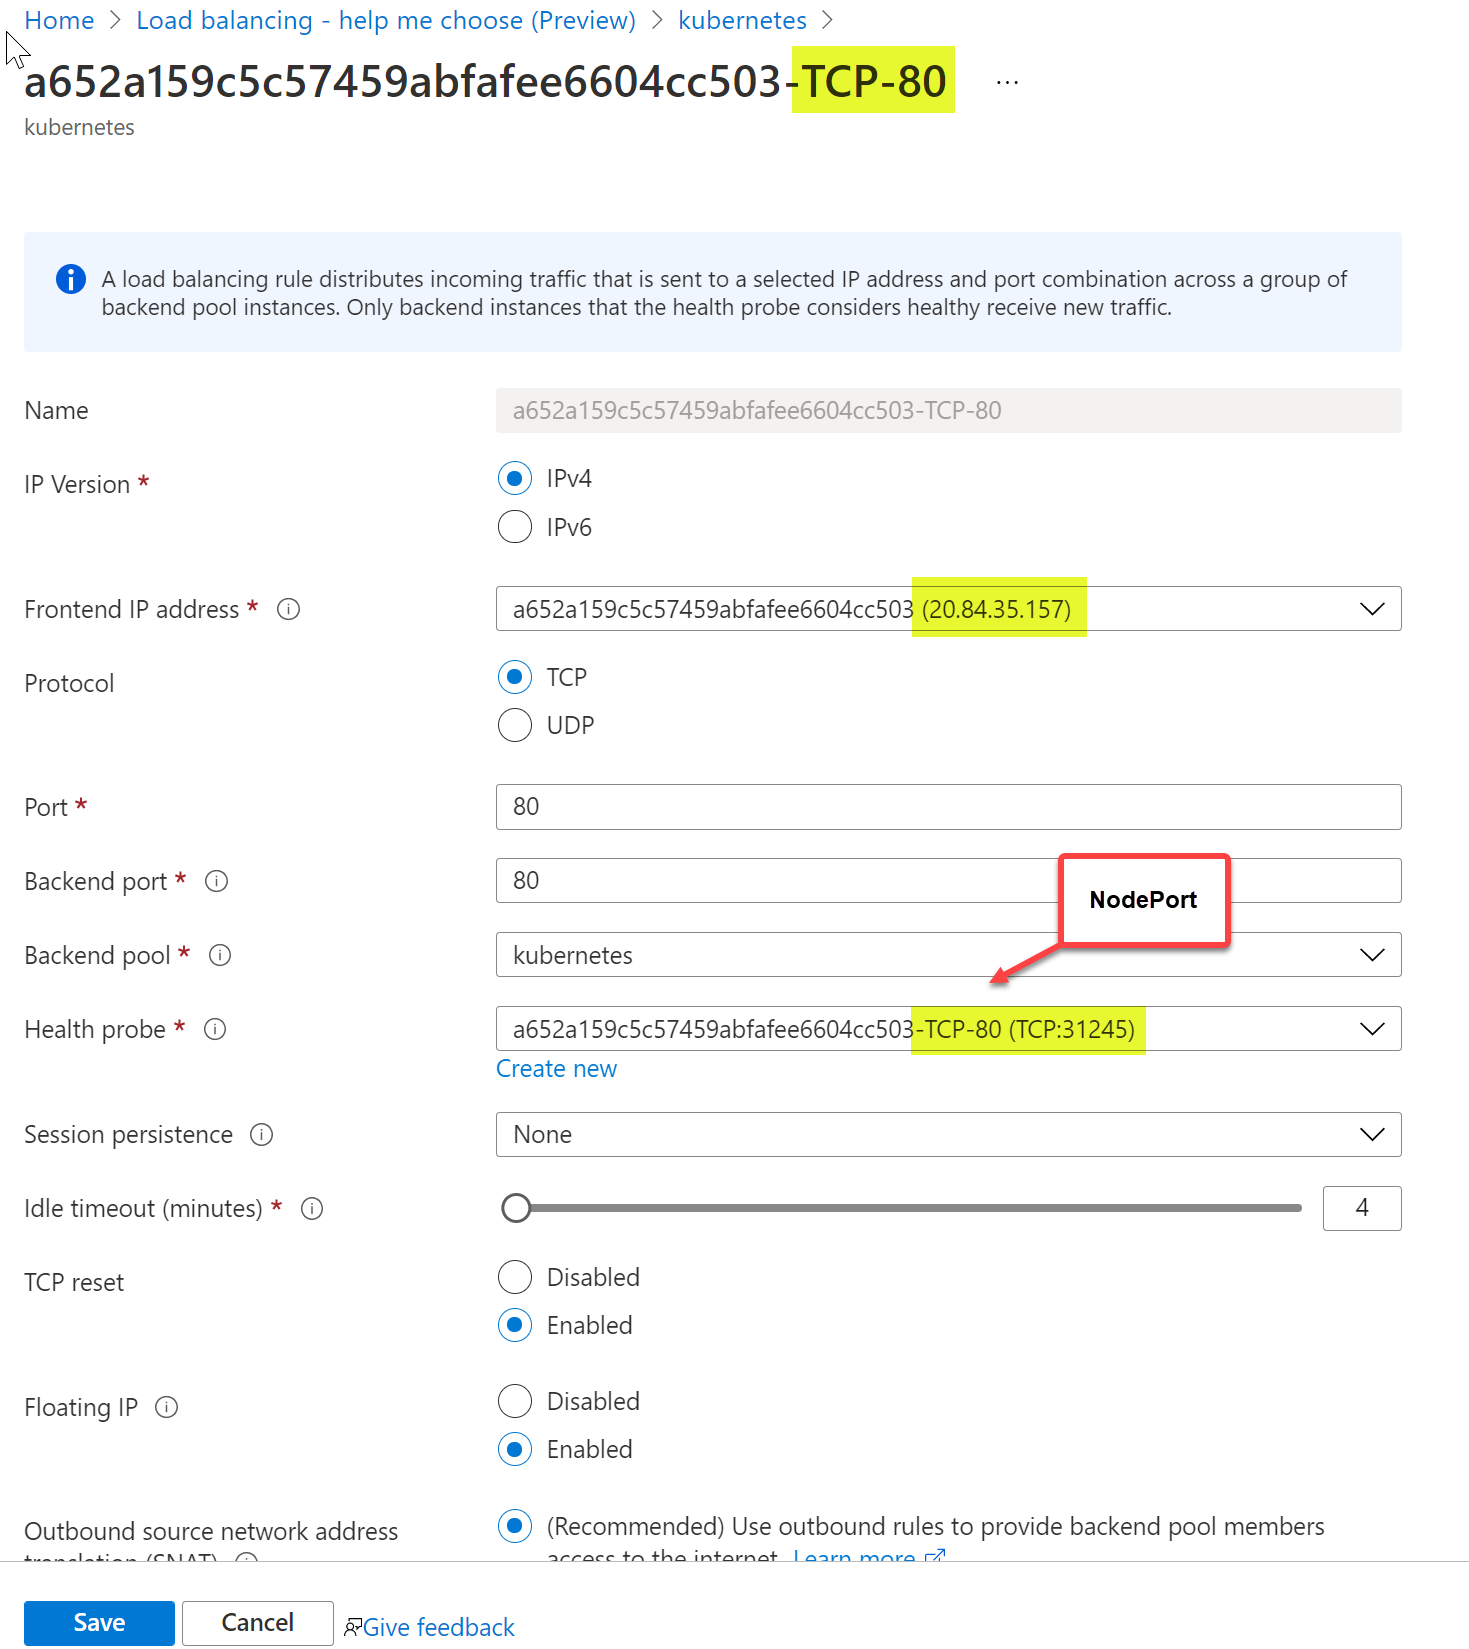 Home > Load balancing - help me choose (Preview) > kubernetes >
a652a159c5c57459abfafee6604cc503-TCP-80 ...
kubernetes
A load balancing rule distributes incoming traffic that is sent to a selected IP address and port combination across a group of
backend pool instances. Only backend instances that the health probe considers healthy receive new traffic.
Name
a652a159c5c57459abfafee6604cc503-TCP-80
IP Version *
IPv4
IPv6
Frontend IP address *
a652a159c5c57459abfafee6604cc503 (20.84.35.157)
Protocol
TCP
UDP
Port *
80
Backend port *
80
NodePort
Backend pool *
kubernetes
Health probe *
a652a159c5c57459abfafee6604cc503-TCP-80 (TCP:31245)
Create new
Session persistence
None
Idle timeout (minutes) *
4
TCP reset
Disabled
Enabled
Floating IP
Disabled
Enabled
Outbound source network address
translation (SNAT)
(Recommended) Use outbound rules to provide backend pool members
access to the internet. Learn more
Save
Cancel
Give feedback